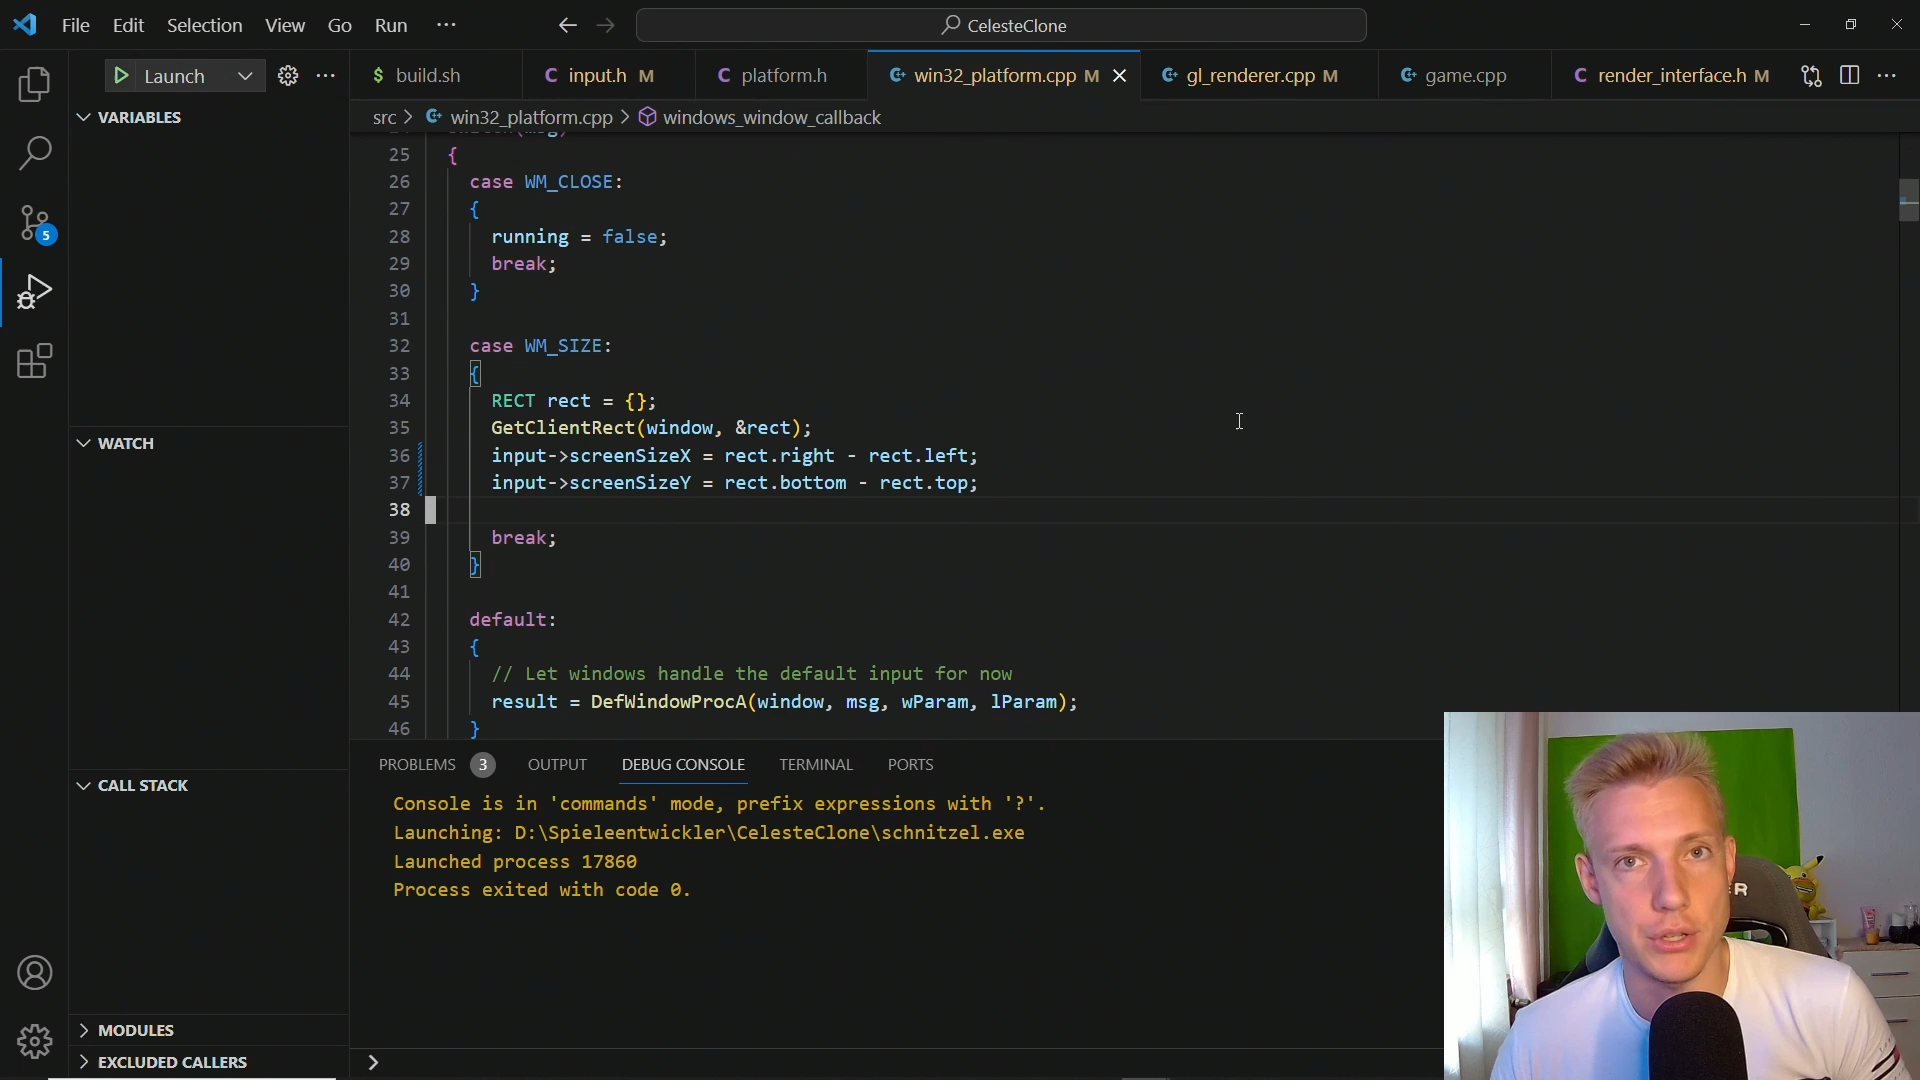 File Edit Selection View Go Run ···
CelesteClone
Launch
build.sh
input.h M
platform.h
win32_platform.cpp M
gl_renderer.cpp M
game.cpp
render_interface.h M
src > win32_platform.cpp > windows_window_callback
VARIABLES
WATCH
CALL STACK
MODULES
EXCLUDED CALLERS
5
25 {
26 case WM_CLOSE:
27 {
28 running = false;
29 break;
30 }
31
32 case WM_SIZE:
33 {
34 RECT rect = {};
35 GetClientRect(window, &rect);
36 input->screenSizeX = rect.right - rect.left;
37 input->screenSizeY = rect.bottom - rect.top;
38
39 break;
40 }
41
42 default:
43 {
44 // Let windows handle the default input for now
45 result = DefWindowProcA(window, msg, wParam, lParam);
46 }
PROBLEMS 3 OUTPUT DEBUG CONSOLE TERMINAL PORTS
Console is in 'commands' mode, prefix expressions with '?'.
Launching: D:\Spieleentwickler\CelesteClone\schnitzel.exe
Launched process 17860
Process exited with code 0.